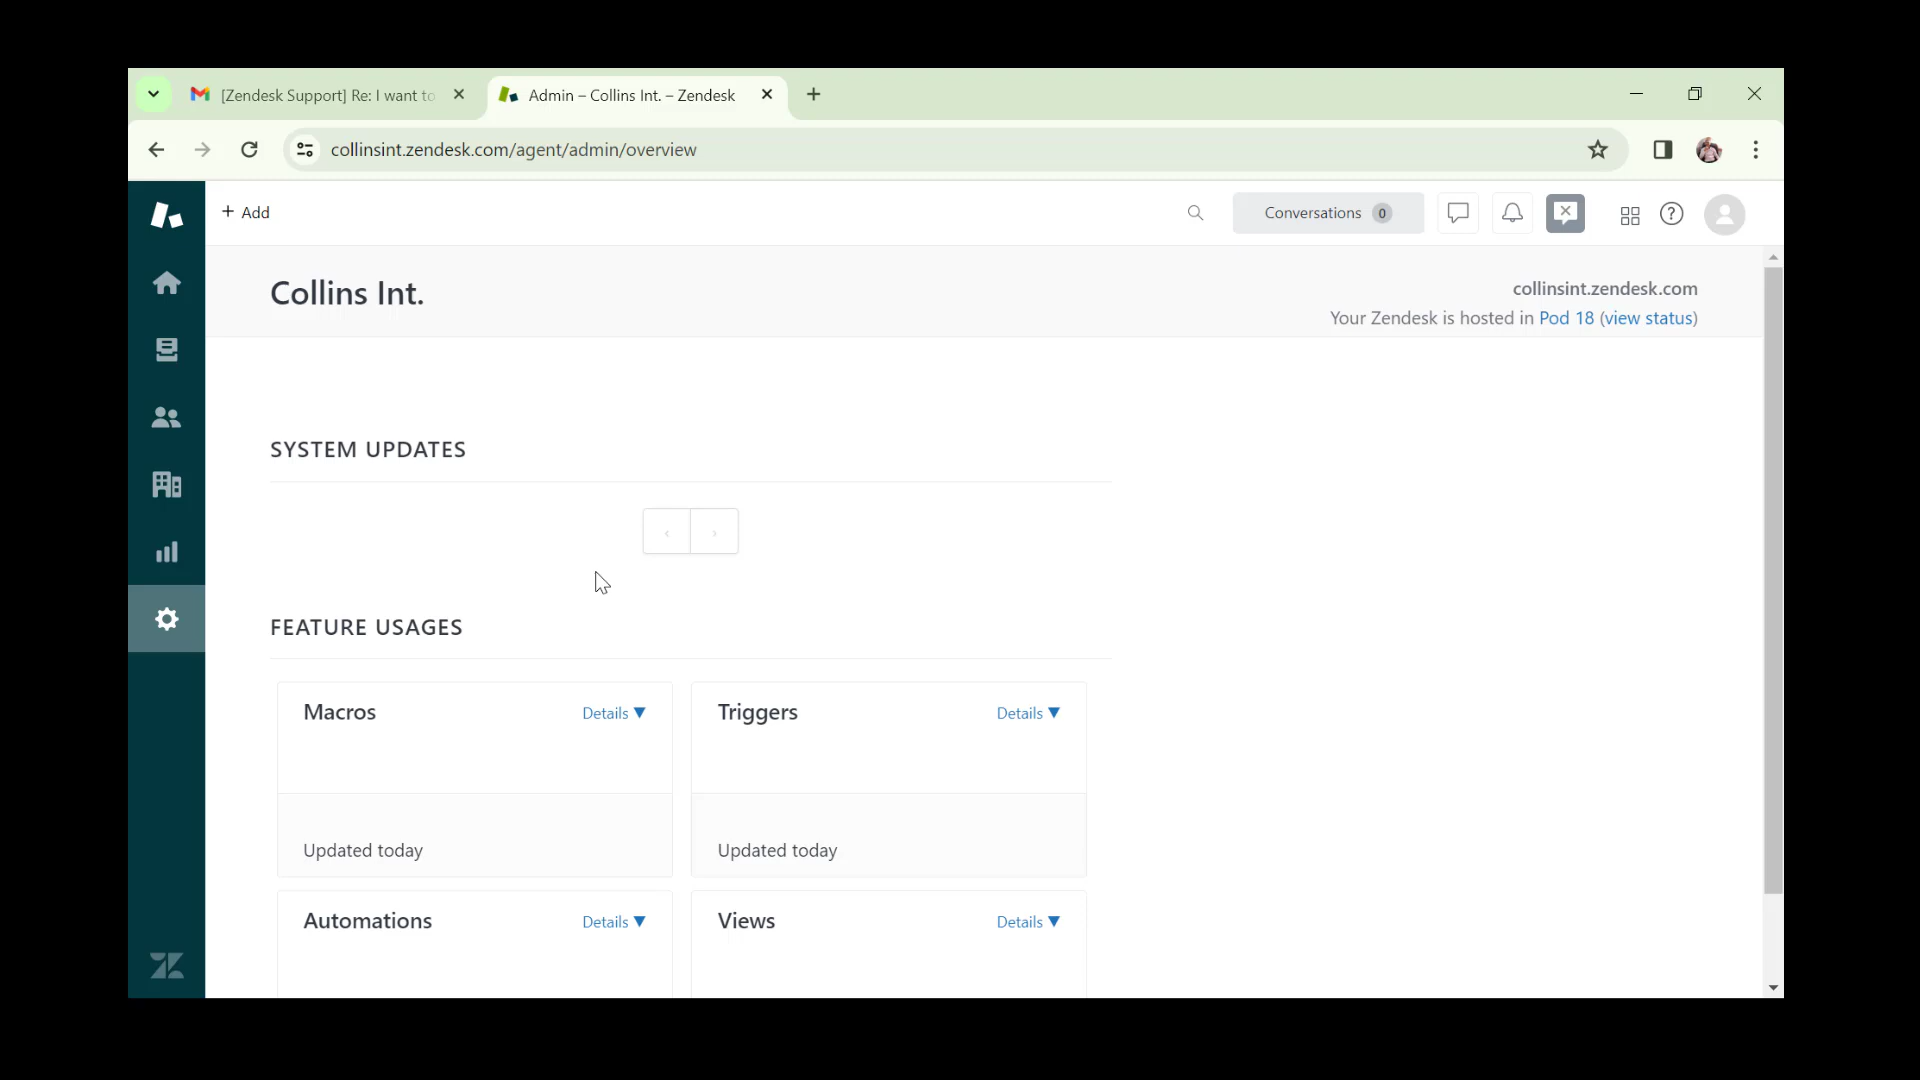 [Zendesk Support] Re: I want to
Admin – Collins Int. – Zendesk
collinsint.zendesk.com/agent/admin/overview
+ Add
Conversations 0
Collins Int.
collinsint.zendesk.com
Your Zendesk is hosted in Pod 18 (view status)
SYSTEM UPDATES
‹ ›
FEATURE USAGES
Macros Details ▼
Triggers Details ▼
Updated today
Updated today
Automations Details ▼
Views Details ▼